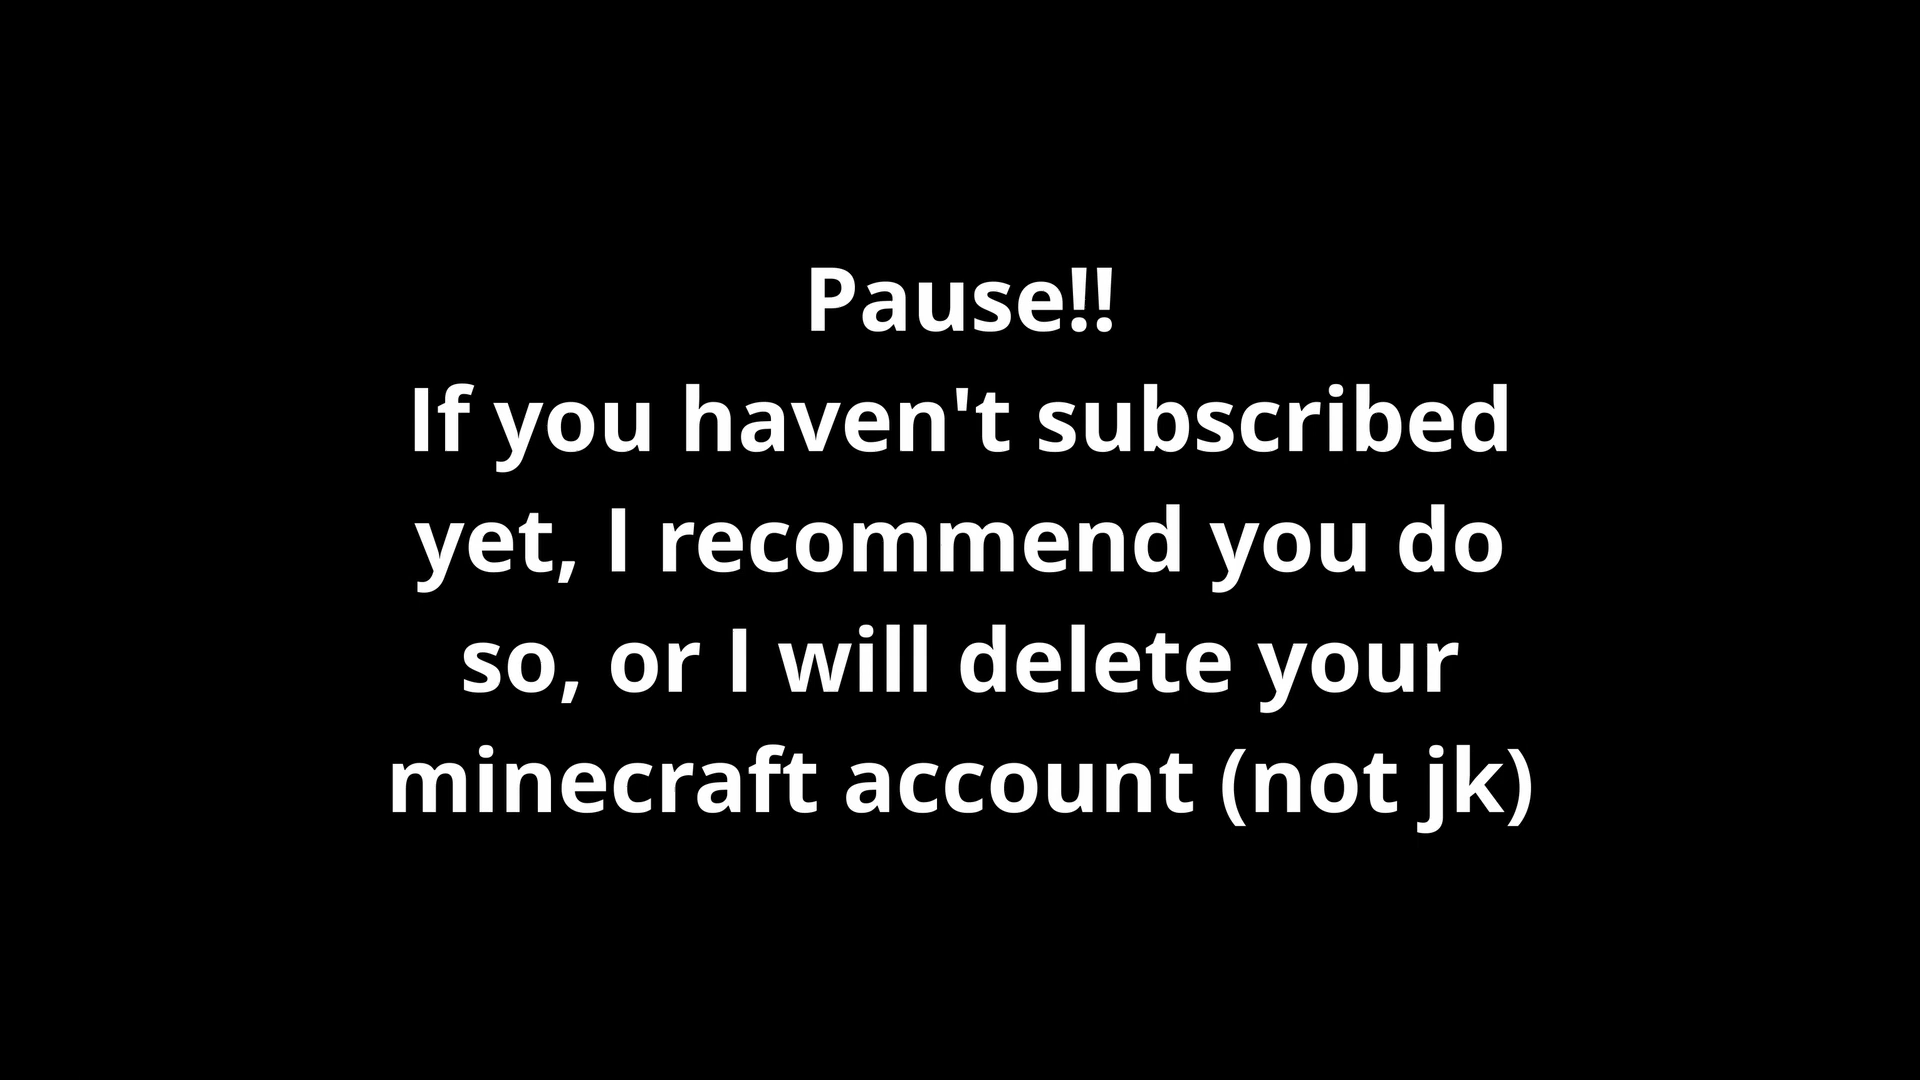 Pause!!
If you haven't subscribed
yet, I recommend you do
so, or I will delete your
minecraft account (not jk)